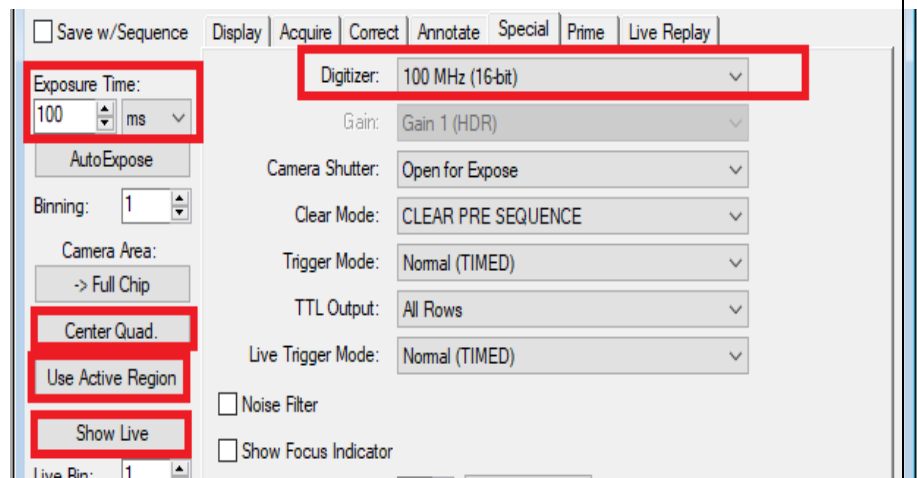 Save w/Sequence
Display Acquire Correct Annotate Special Prime Live Replay
Exposure Time:
100 ms
AutoExpose
Binning: 1
Camera Area:
-> Full Chip
Center Quad.
Use Active Region
Show Live
Live Bin: 1
Digitizer: 100 MHz (16-bit)
Gain: Gain 1 (HDR)
Camera Shutter: Open for Expose
Clear Mode: CLEAR PRE SEQUENCE
Trigger Mode: Normal (TIMED)
TTL Output: All Rows
Live Trigger Mode: Normal (TIMED)
Noise Filter
Show Focus Indicator